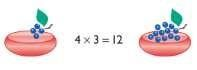 4 × 3 = 12